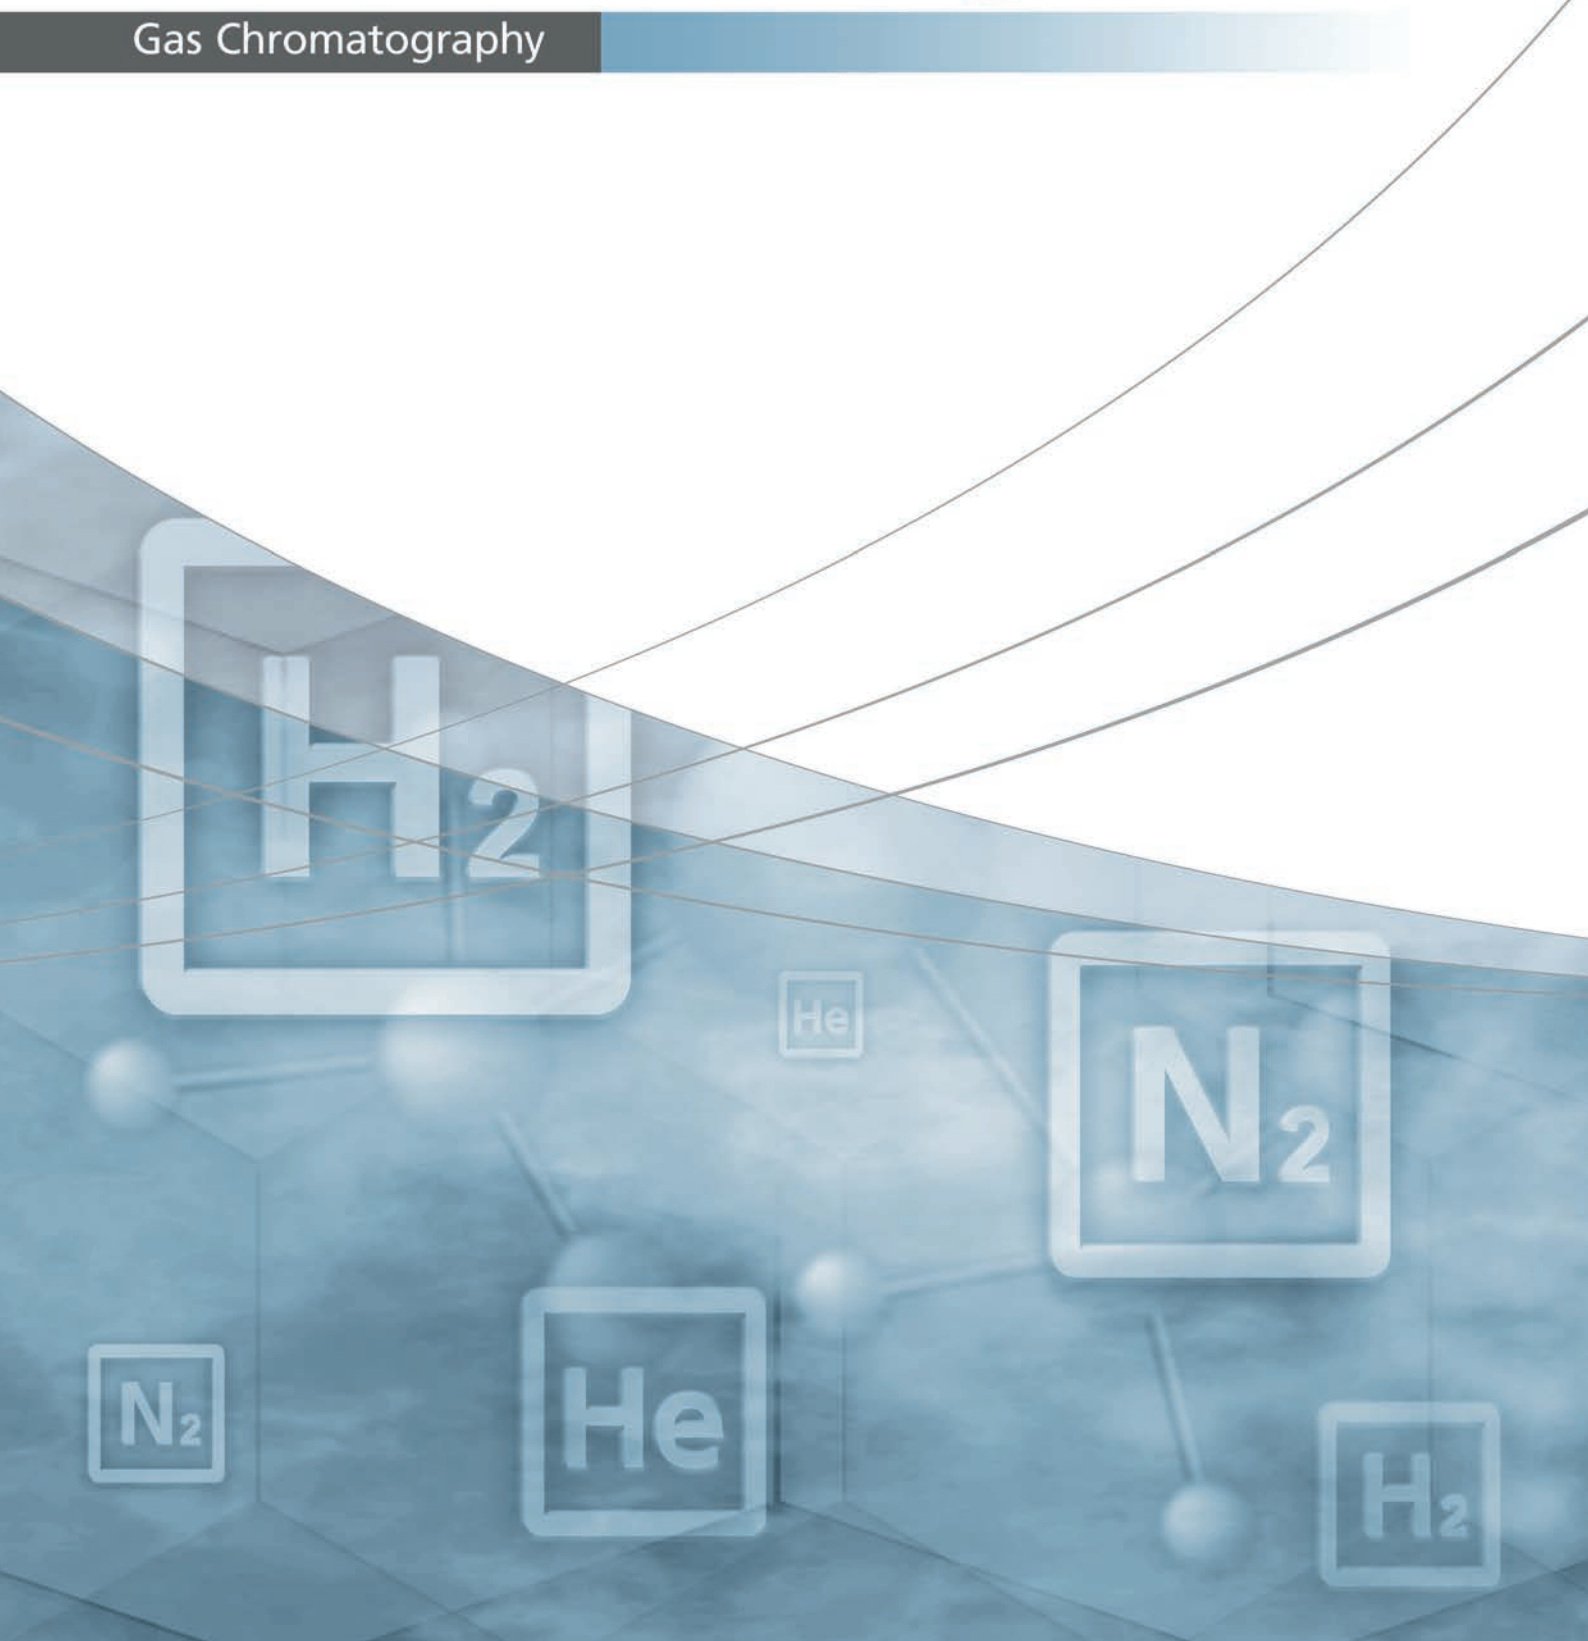 Gas Chromatography
H₂
He
N₂
N₂
He
H₂